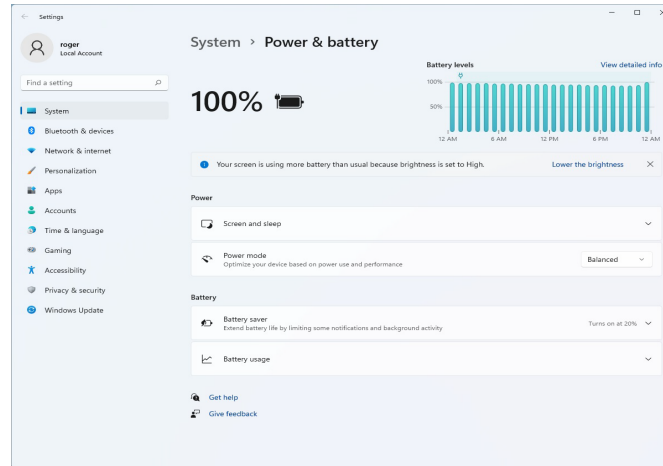 Settings
roger
Local Account
Find a setting
System
Bluetooth & devices
Network & internet
Personalization
Apps
Accounts
Time & language
Gaming
Accessibility
Privacy & security
Windows Update
System > Power & battery
100%
Battery levels
View detailed info
100%
50%
12 AM 6 AM 12 PM 6 PM 12 AM
Your screen is using more battery than usual because brightness is set to High.
Lower the brightness
Power
Screen and sleep
Power mode
Optimize your device based on power use and performance
Balanced
Battery
Battery saver
Extend battery life by limiting some notifications and background activity
Turns on at 20%
Battery usage
Get help
Give feedback